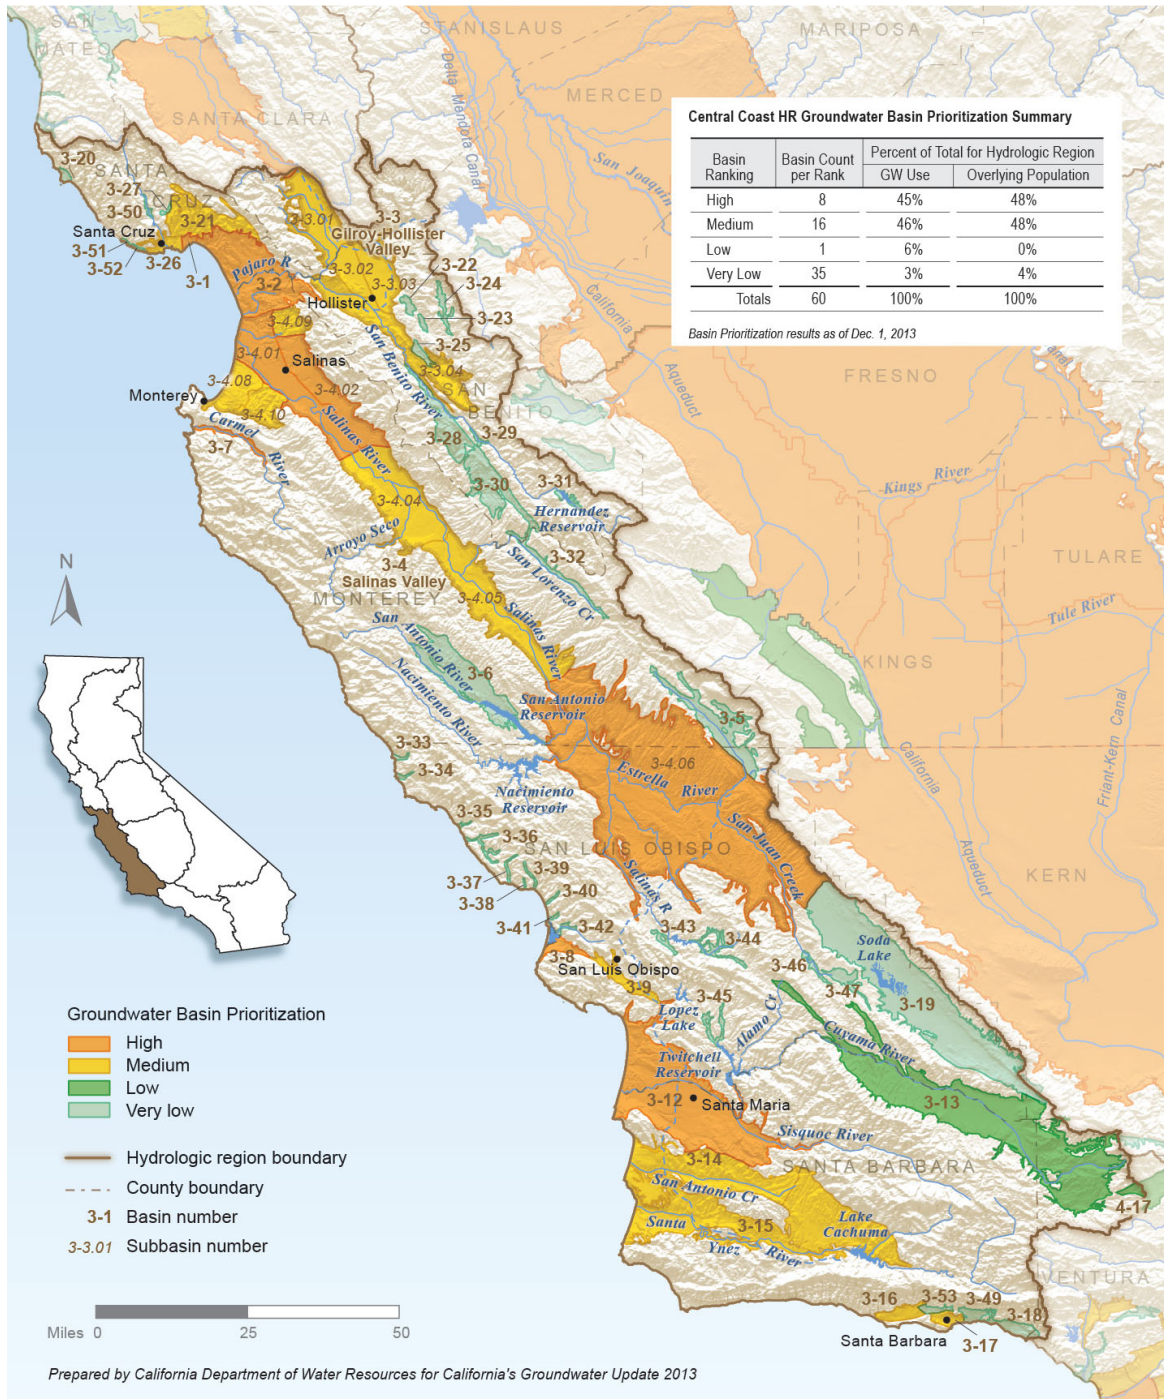 SAN
MATEO
STANISLAUS
MARIPOSA
MERCED
SANTA CLARA
Delta Mendota Canal
San Joaquin
Central Coast HR Groundwater Basin Prioritization Summary
Basin Ranking
Basin Count per Rank
Percent of Total for Hydrologic Region
GW Use
Overlying Population
High 8 45% 48%
Medium 16 46% 48%
Low 1 6% 0%
Very Low 35 3% 4%
Totals 60 100% 100%
Basin Prioritization results as of Dec. 1, 2013
3-20
SANTA
CRUZ
3-27
3-50
3-21
Santa Cruz
3-51
3-52
3-26
3-1
3-3.01
3-3
Gilroy-Hollister
Valley
3-3.02
3-3.03
Pajaro R
3-2
Hollister
3-22
3-24
3-23
3-25
3-4.09
3-4.01
Salinas
San Benito River
3-3.04
SAN
BENITO
3-4.08
3-4.02
Monterey
3-4.10
Carmel
River
3-7
Salinas River
3-28
3-29
3-30
3-31
Hernandez
Reservoir
3-4.04
Arroyo Seco
3-32
San Lorenzo Cr
3-4
Salinas Valley
MONTEREY
3-4.05
Salinas River
California
Aqueduct
FRESNO
Kings River
TULARE
Tule River
KINGS
San
Antonio River
3-6
Nacimiento River
San Antonio
Reservoir
3-5
3-33
3-34
Nacimiento
Reservoir
3-4.06
Estrella
River
San Juan Creek
California
Aqueduct
Friant-Kern Canal
KERN
3-35
3-36
SAN LUIS OBISPO
3-39
3-37
3-38
3-40
Salinas R
3-41
3-42
3-43
3-44
3-8
San Luis Obispo
3-9
3-46
3-47
Soda
Lake
3-19
Lopez
Lake
3-45
Alamo Cr
Cuyama River
Twitchell
Reservoir
3-12
Santa Maria
3-13
Sisquoc River
3-14
SANTA BARBARA
San Antonio Cr
Santa
Ynez
River
3-15
Lake
Cachuma
4-17
VENTURA
3-16
3-53
3-49
3-18
Santa Barbara
3-17
N
Groundwater Basin Prioritization
High
Medium
Low
Very low
Hydrologic region boundary
County boundary
3-1 Basin number
3-3.01 Subbasin number
Miles 0 25 50
Prepared by California Department of Water Resources for California's Groundwater Update 2013